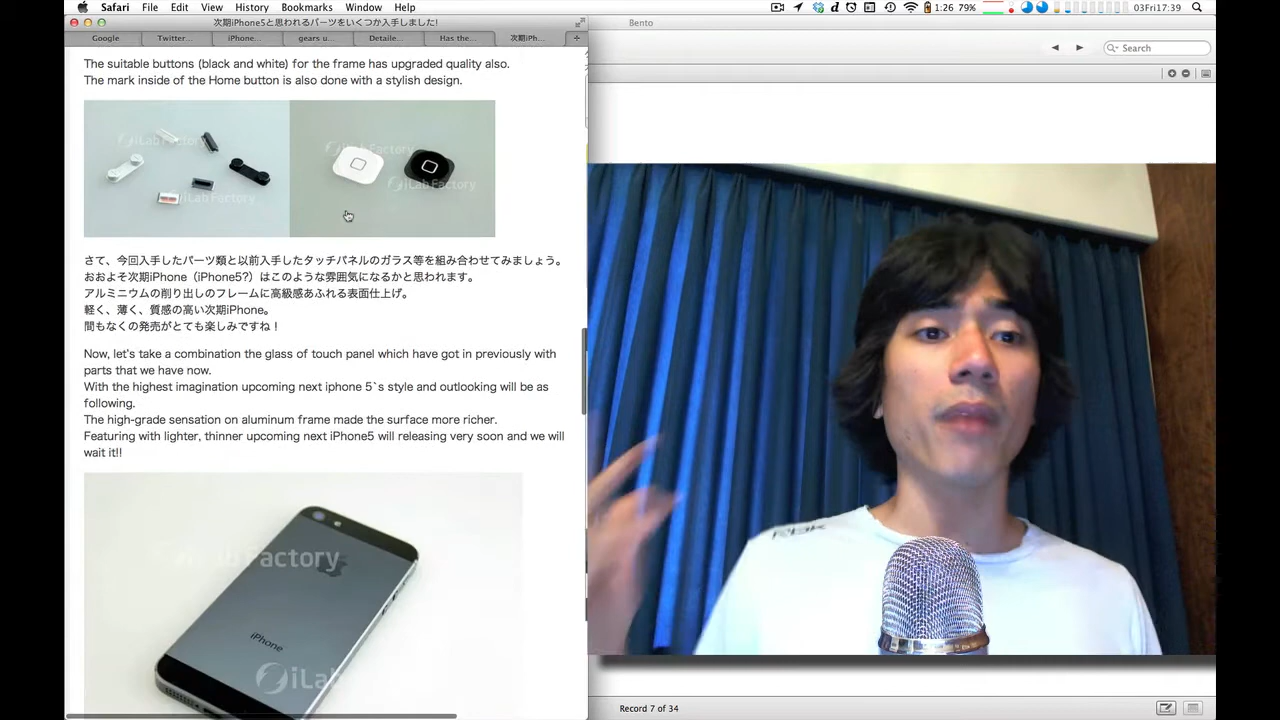 Safari File Edit View History Bookmarks Window Help
1:26 79% 03Fri17:39
次期iPhone5と思われるパーツをいくつか入手しました!
Google Twitter... iPhone... gears u... Detaile... Has the... 次期iPh...
The suitable buttons (black and white) for the frame has upgraded quality also.
The mark inside of the Home button is also done with a stylish design.
iLab Factory
iLab Factory
iLab Factory
iLab Factory
さて、今回入手したパーツ類と以前入手したタッチパネルのガラス等を組み合わせてみましょう。
おおよそ次期iPhone（iPhone5?）はこのような雰囲気になるかと思われます。
アルミニウムの削り出しのフレームに高級感あふれる表面仕上げ。
軽く、薄く、質感の高い次期iPhone。
間もなくの発売がとても楽しみですね！
Now, let's take a combination the glass of touch panel which have got in previously with
parts that we have now.
With the highest imagination upcoming next iphone 5`s style and outlooking will be as
following.
The high-grade sensation on aluminum frame made the surface more richer.
Featuring with lighter, thinner upcoming next iPhone5 will releasing very soon and we will
wait it!!
iLab Factory
iPhone
iLab
Bento
Search
Rbk
Record 7 of 34